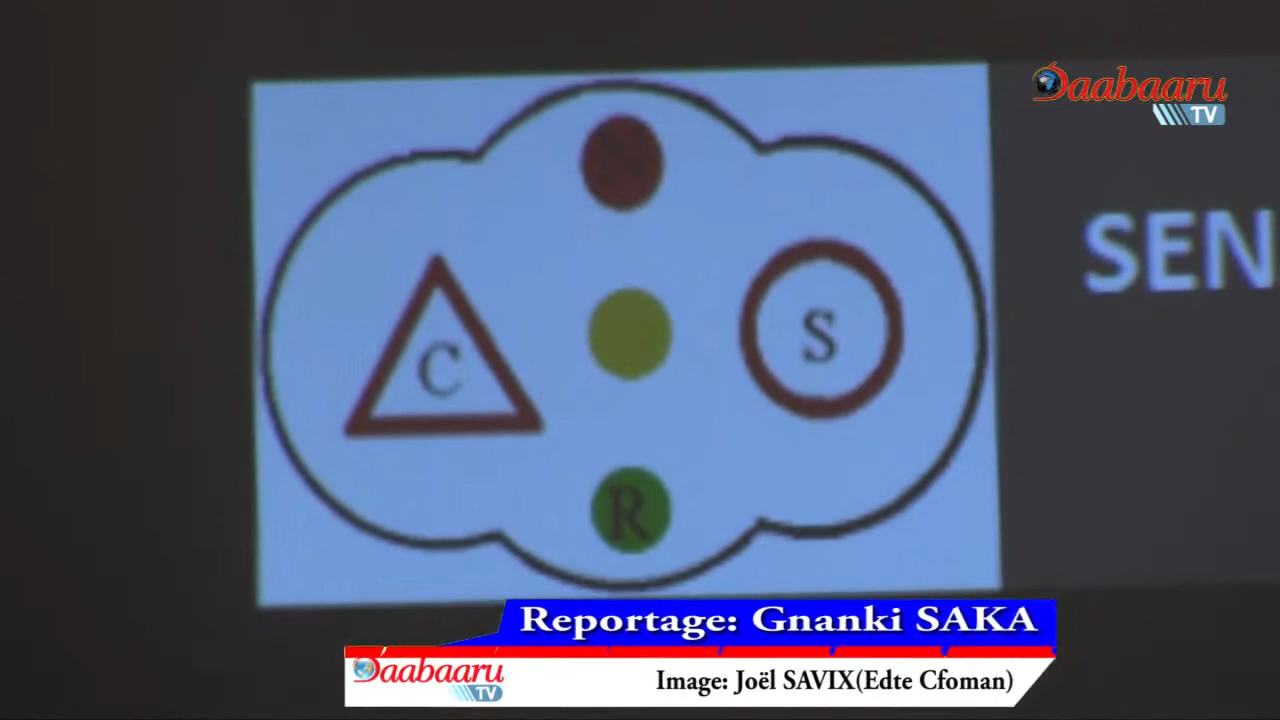 Daabaaru
TV
N
SEN
C
S
R
Reportage: Gnanki SAKA
Daabaaru
TV
Image: Joël SAVIX(Edte Cfoman)